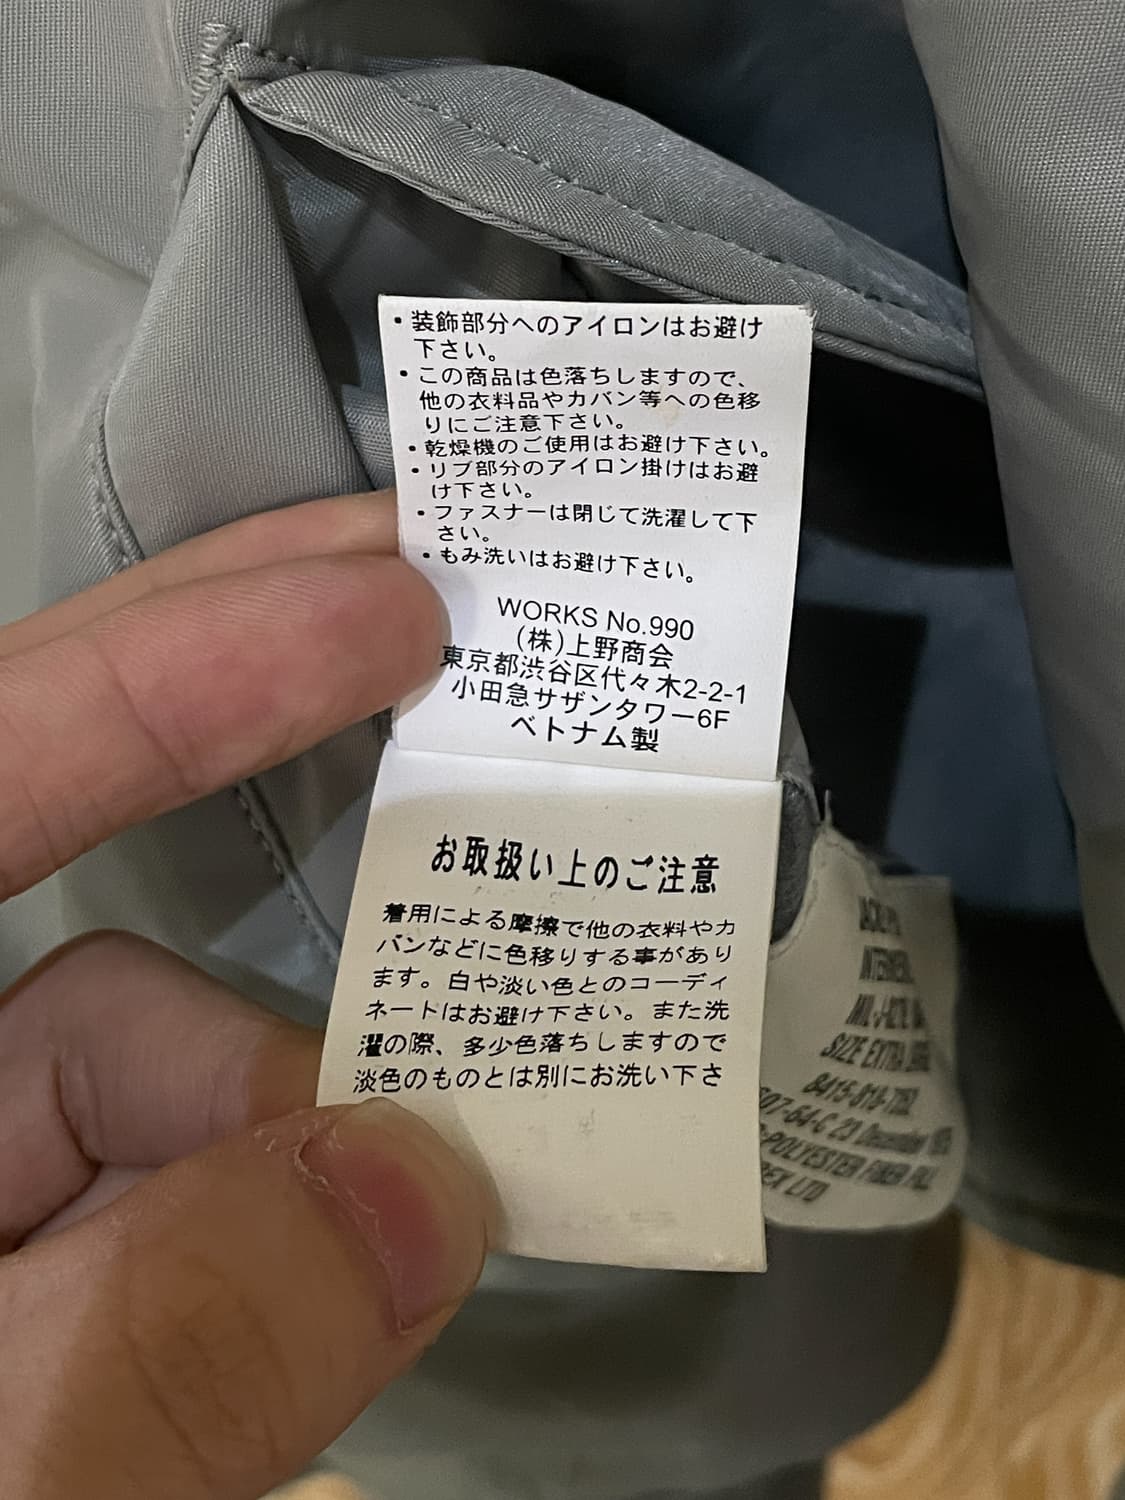 ・装飾部分へのアイロンはお避け
下さい。
・この商品は色落ちしますので、
他の衣料品やカバン等への色移
りにご注意下さい。
・乾燥機のご使用はお避け下さい。
・リブ部分のアイロン掛けはお避
け下さい。
・ファスナーは閉じて洗濯して下
さい。
・もみ洗いはお避け下さい。
WORKS No.990
(株)上野商会
東京都渋谷区代々木2-2-1
小田急サザンタワー6F
ベトナム製
お取扱い上のご注意
着用による摩擦で他の衣料やカ
バンなどに色移りする事があり
ます。白や淡い色とのコーディ
ネートはお避け下さい。また洗
濯の際、多少色落ちしますので
淡色のものとは別にお洗い下さ
SIZE EXTRA
07-64-C 23 December
POLYESTER FIBER
LTD